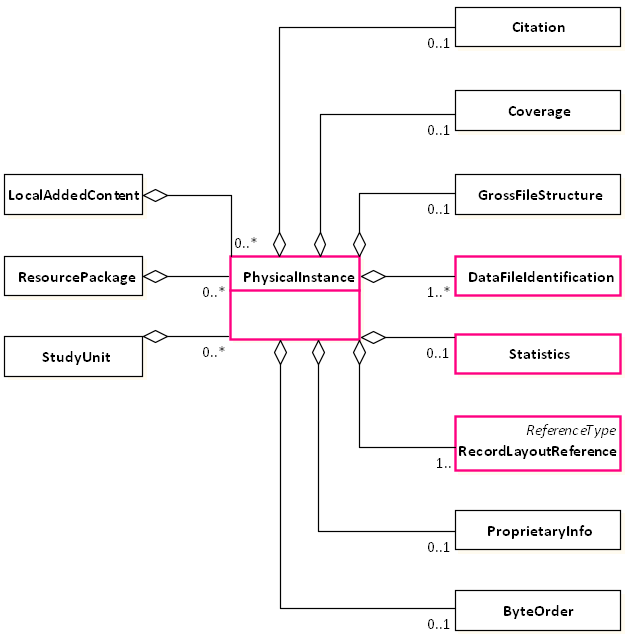 Citation
0..1
Coverage
0..1
LocalAddedContent
GrossFileStructure
0..1
0..*
ResourcePackage
PhysicalInstance
DataFileIdentification
0..*
1..*
StudyUnit
0..*
Statistics
0..1
ReferenceType
RecordLayoutReference
1..
ProprietaryInfo
0..1
ByteOrder
0..1